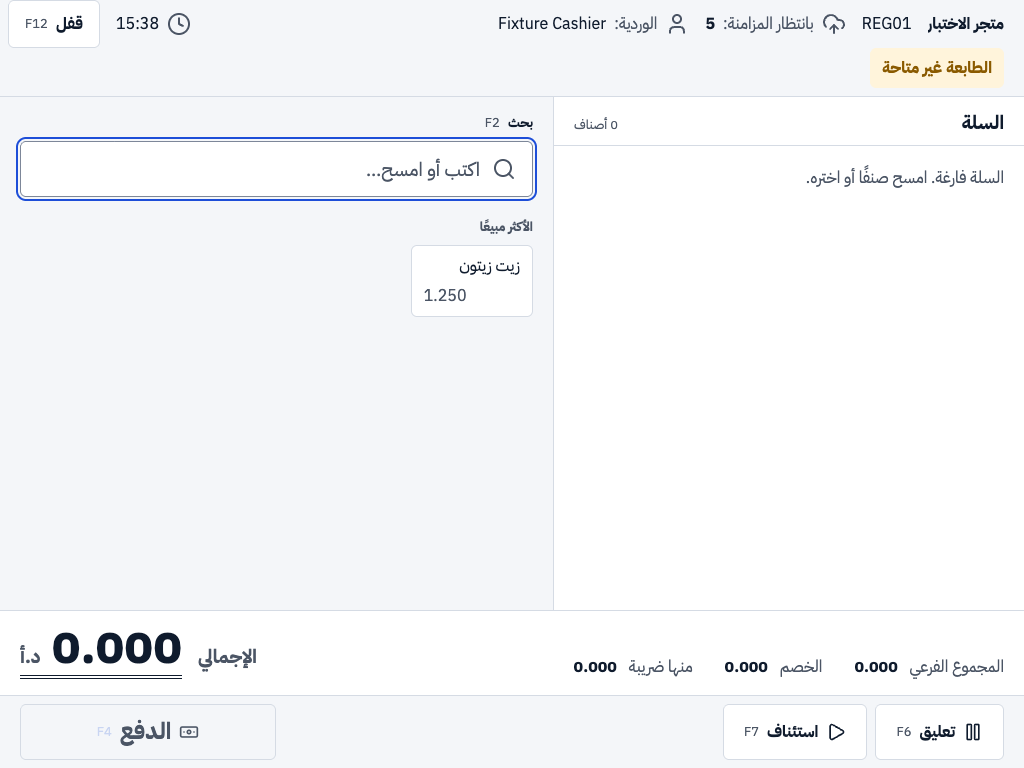 متجر الاختبار REG01 بانتظار المزامنة: 5 الوردية: Fixture Cashier 15:38 قفل F12
الطابعة غير متاحة
السلة 0 أصناف
السلة فارغة. امسح صنفًا أو اختره.
بحث F2
اكتب أو امسح...
الأكثر مبيعًا
زيت زيتون
1.250
المجموع الفرعي 0.000 الخصم 0.000 منها ضريبة 0.000 الإجمالي 0.000 د.أ
تعليق F6 استئناف F7 الدفع F4